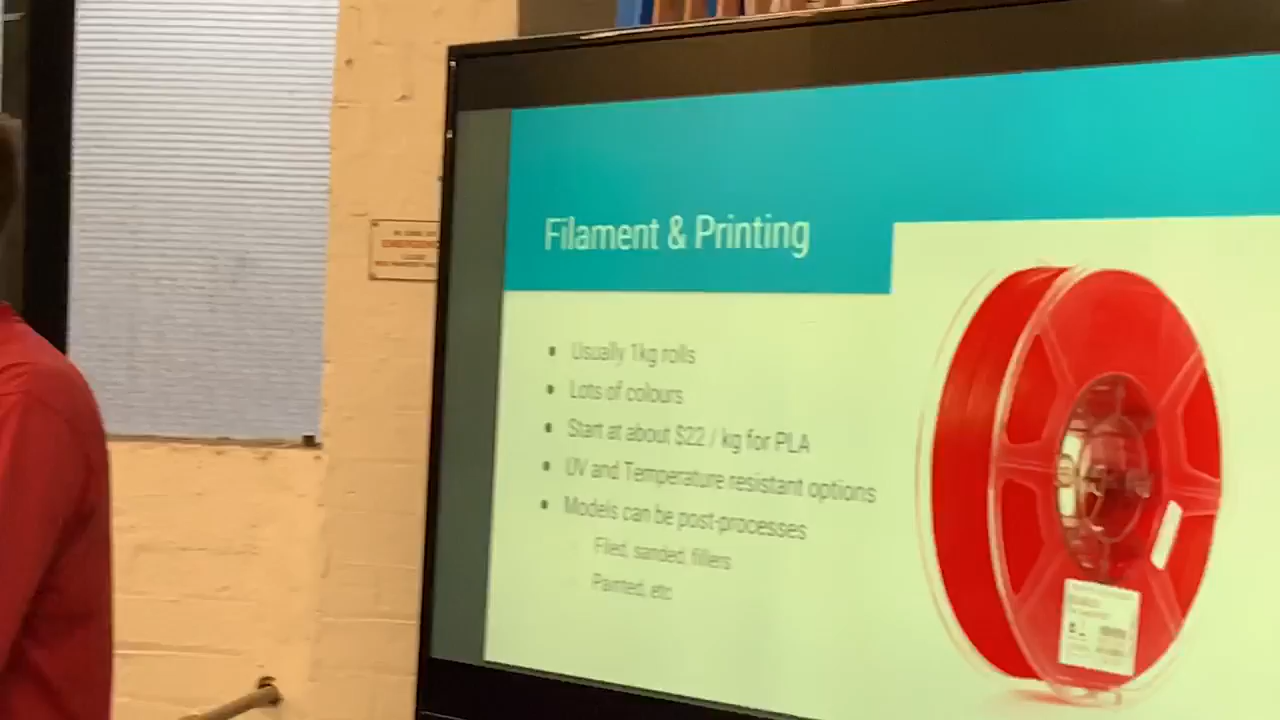 Filament & Printing
Usually 1kg rolls
Lots of colours
Start at about $22 / kg for PLA
UV and Temperature resistant options
Models can be post-processes
Filed, sanded, fillers
Painted, etc